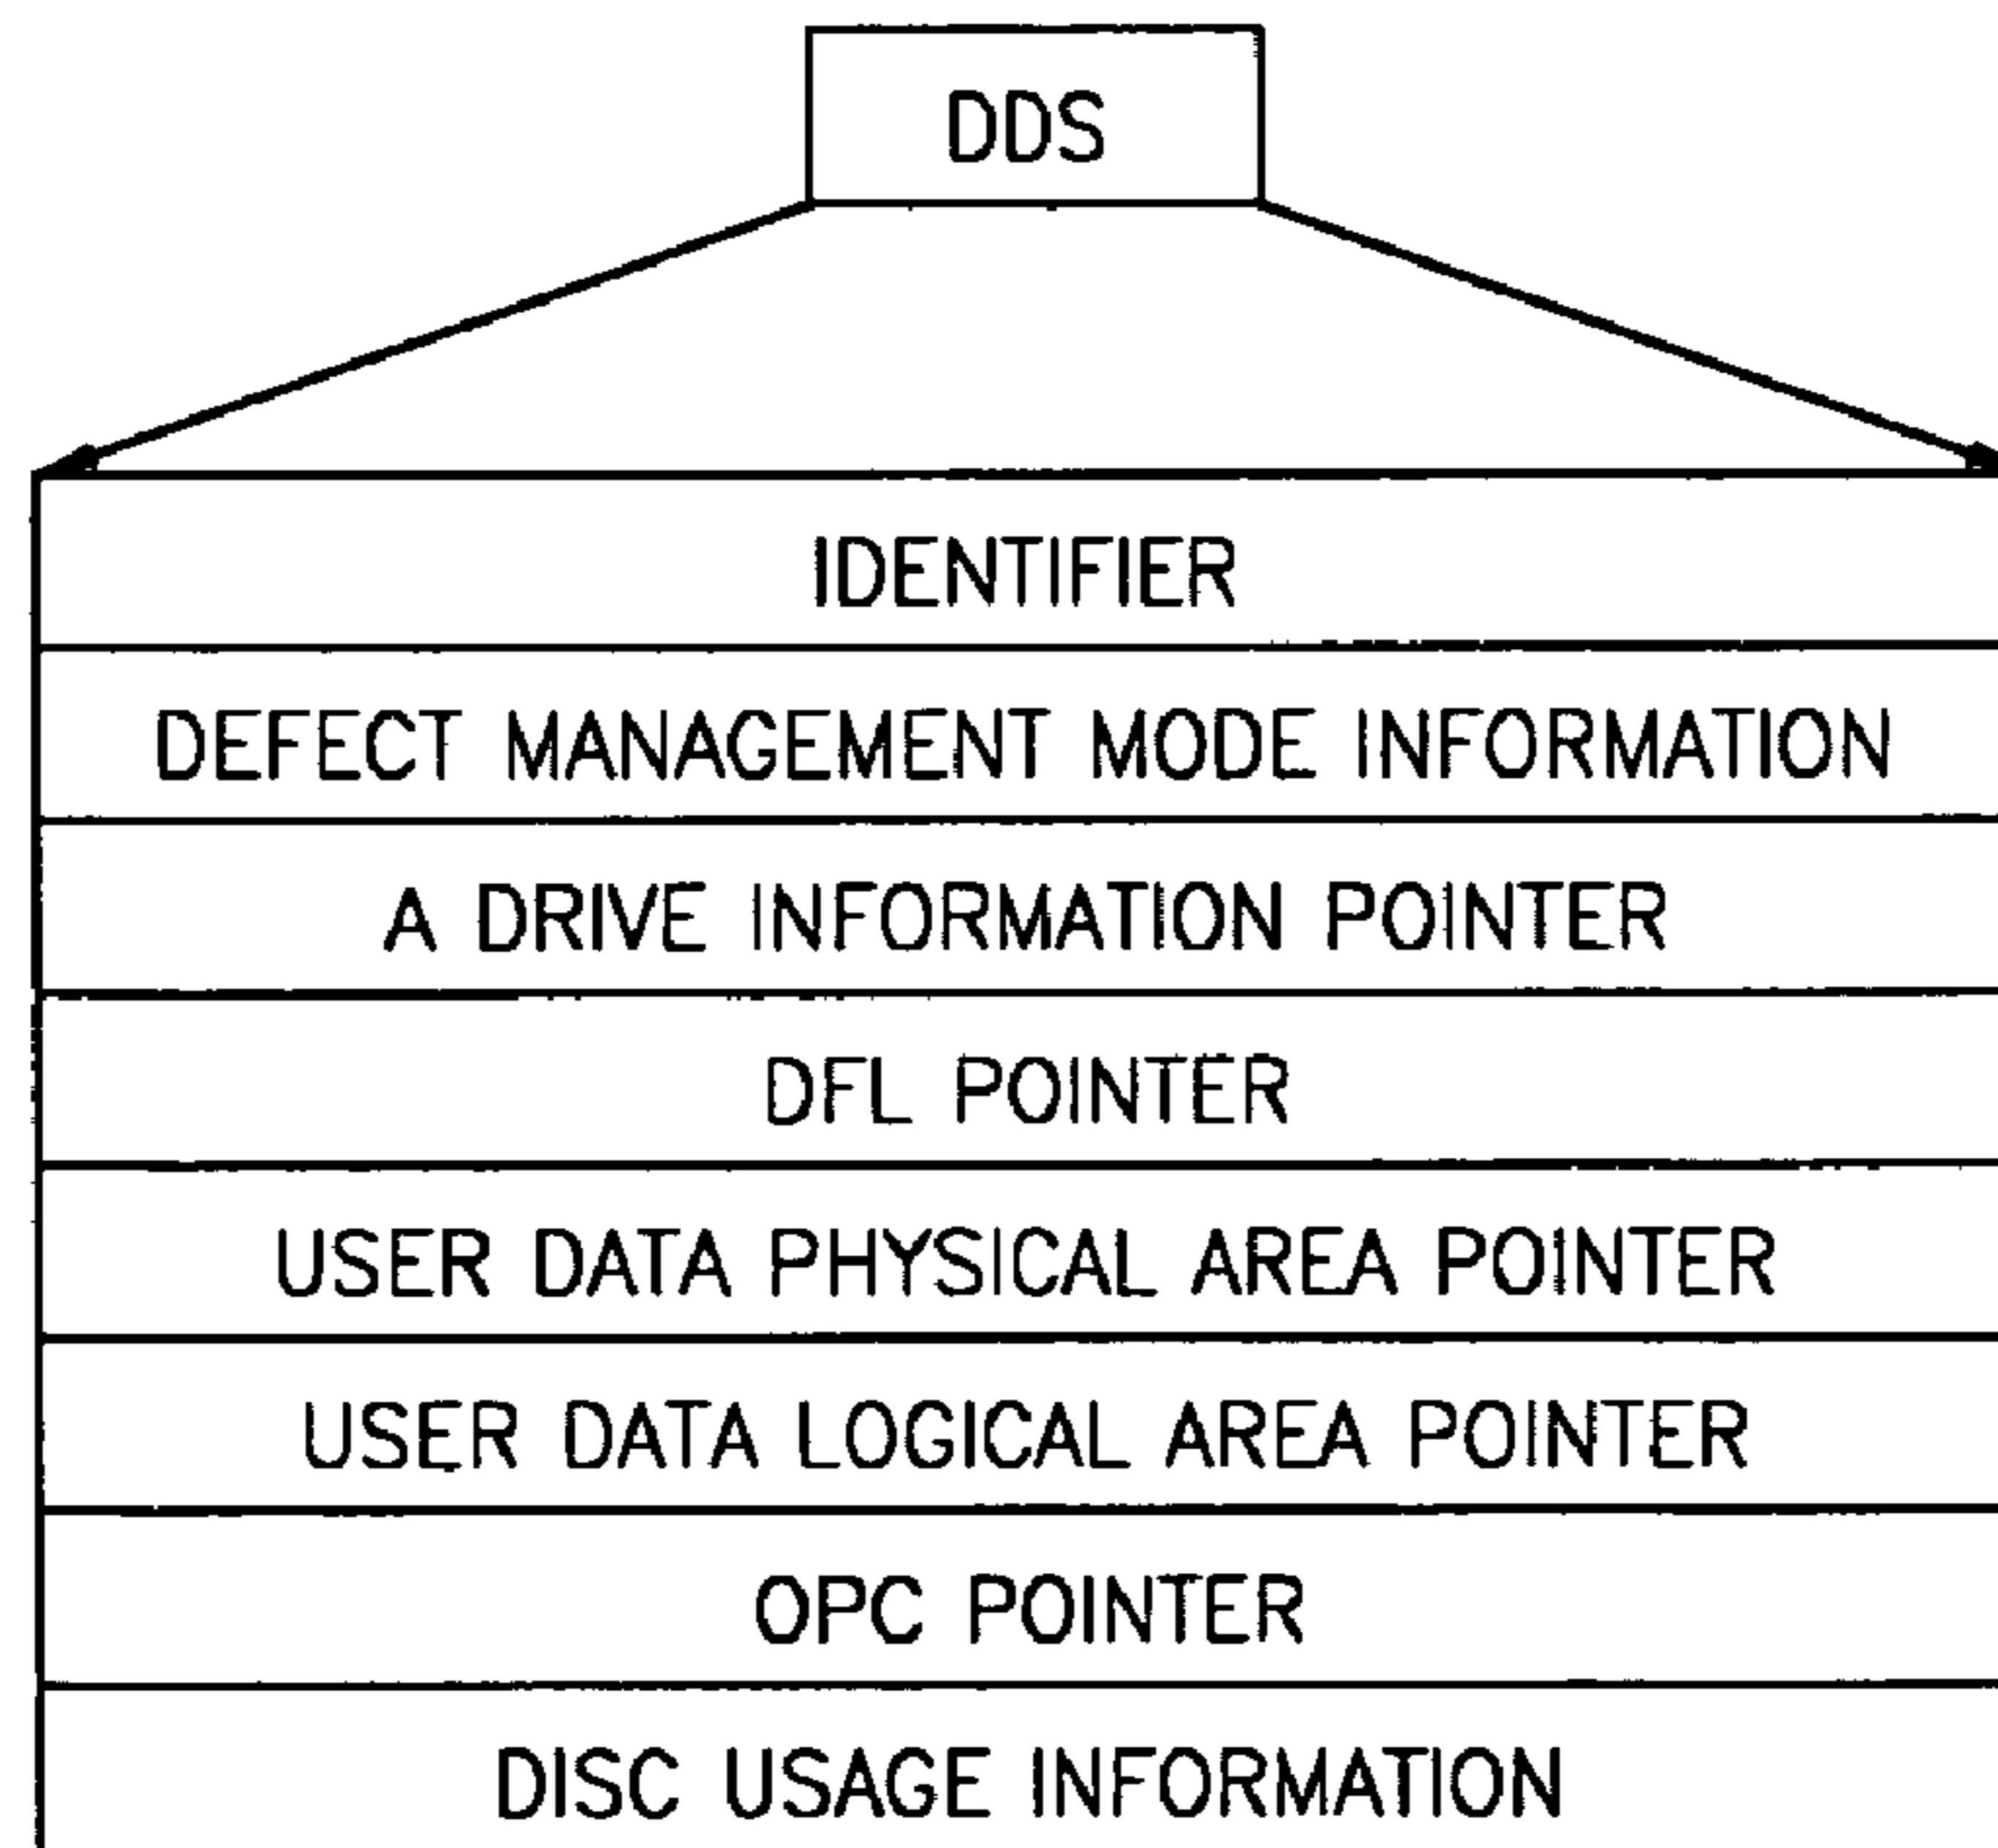 DDS
IDENTIFIER
DEFECT MANAGEMENT MODE INFORMATION
A DRIVE INFORMATION POINTER
DFL POINTER
USER DATA PHYSICAL AREA POINTER
USER DATA LOGICAL AREA POINTER
OPC POINTER
DISC USAGE INFORMATION